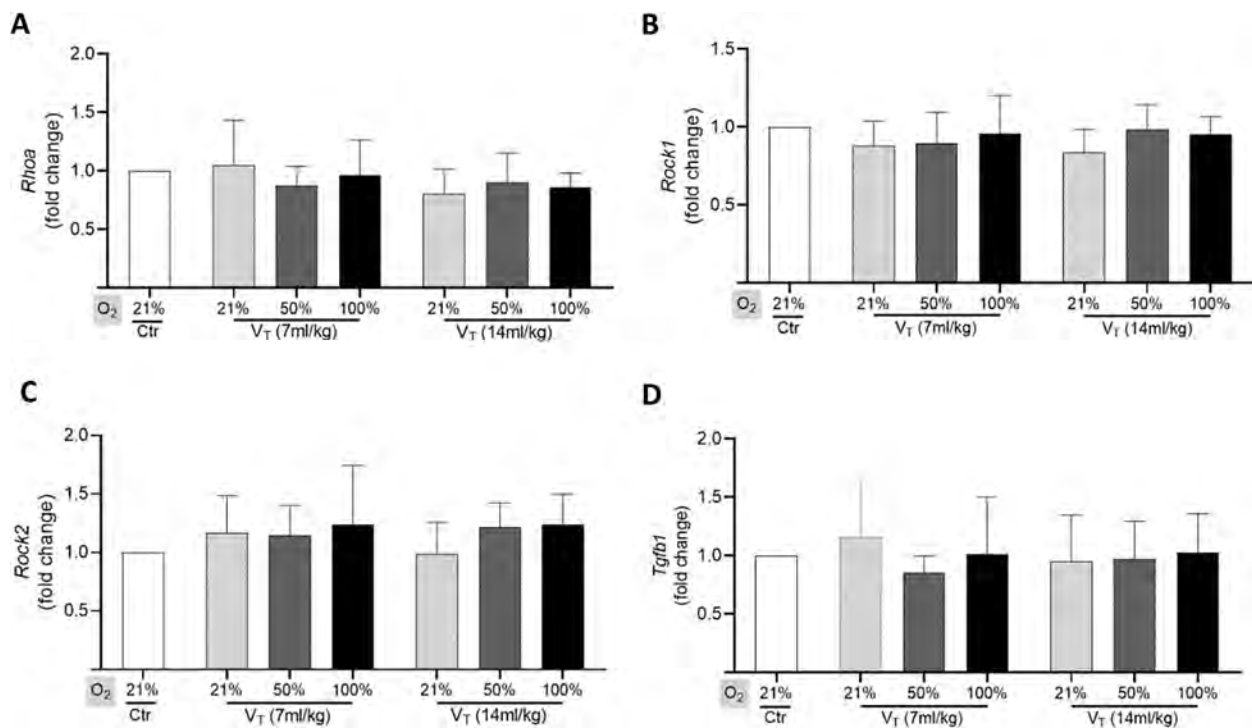 A
Rhoa
(fold change)
2.0
1.5
1.0
0.5
O2 21% 21% 50% 100% 21% 50% 100%
Ctr VT (7ml/kg) VT (14ml/kg)
B
Rock1
(fold change)
1.5
1.0
0.5
O2 21% 21% 50% 100% 21% 50% 100%
Ctr VT (7ml/kg) VT (14ml/kg)
C
Rock2
(fold change)
2.0
1.5
1.0
0.5
O2 21% 21% 50% 100% 21% 50% 100%
Ctr VT (7ml/kg) VT (14ml/kg)
D
Tgfb1
(fold change)
2.0
1.5
1.0
0.5
O2 21% 21% 50% 100% 21% 50% 100%
Ctr VT (7ml/kg) VT (14ml/kg)